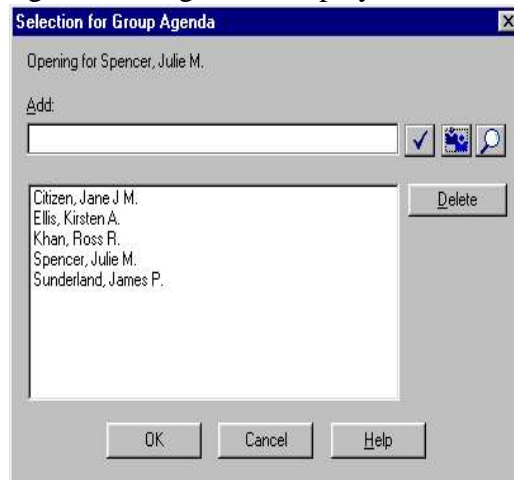 Selection for Group Agenda
Opening for Spencer, Julie M.
Add:
Citizen, Jane J M.
Ellis, Kirsten A.
Khan, Ross R.
Spencer, Julie M.
Sunderland, James P.
Delete
OK Cancel Help